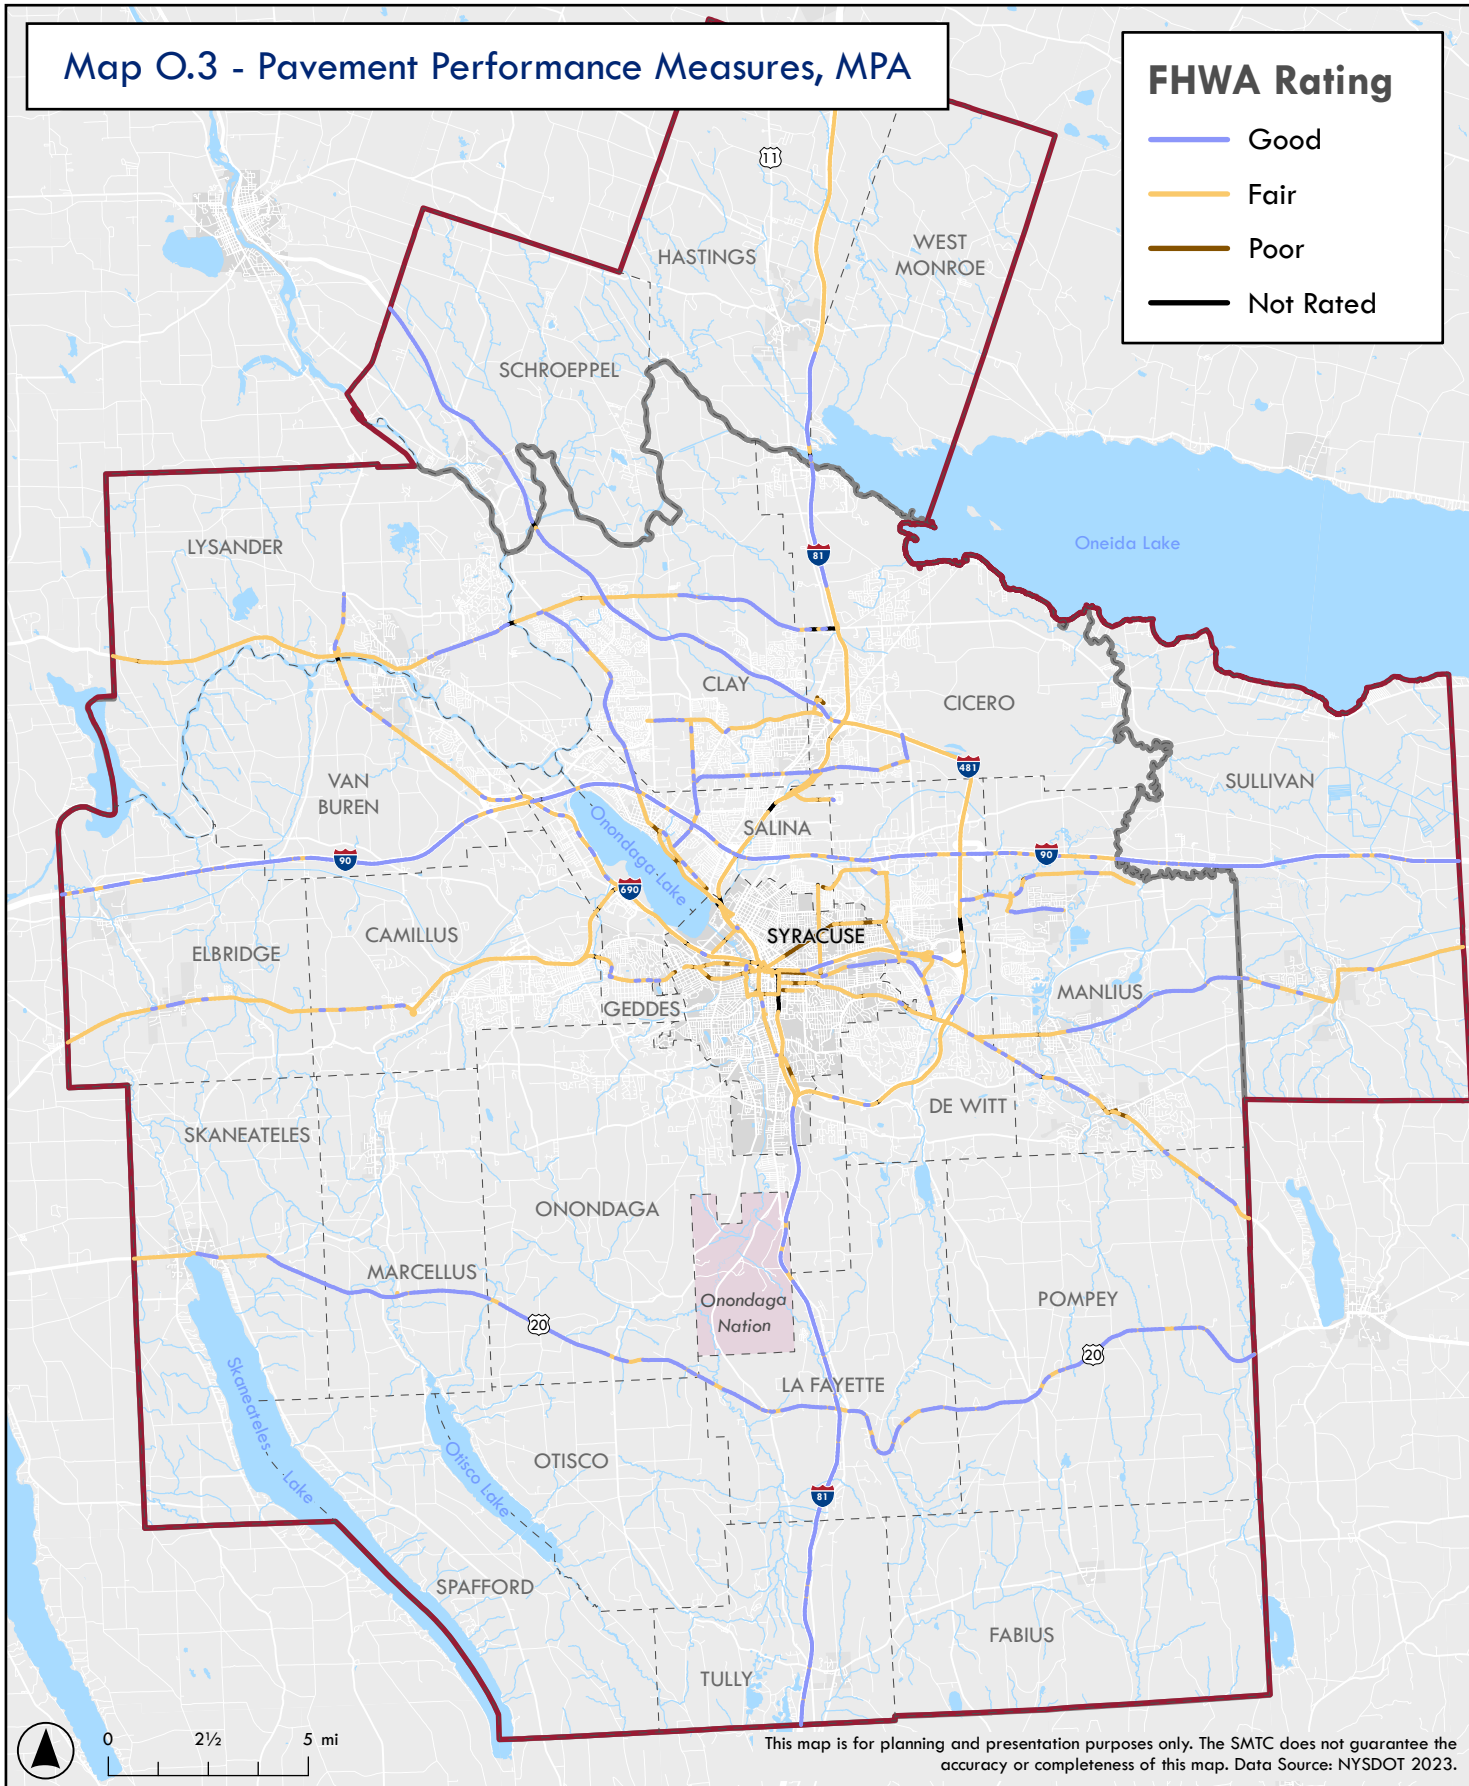 Map O.3 - Pavement Performance Measures, MPA
FHWA Rating
Good
Fair
Poor
Not Rated
11
HASTINGS
WEST
MONROE
SCHROEPPEL
LYSANDER
81
Oneida Lake
CLAY
CICERO
481
SULLIVAN
VAN
BUREN
Onondaga Lake
SALINA
90
90
690
SYRACUSE
CAMILLUS
ELBRIDGE
MANLIUS
GEDDES
DE WITT
SKANEATELES
ONONDAGA
MARCELLUS
Onondaga
Nation
POMPEY
20
20
LA FAYETTE
Skaneateles
Lake
Otisco Lake
OTISCO
81
SPAFFORD
FABIUS
TULLY
0 2½ 5 mi
This map is for planning and presentation purposes only. The SMTC does not guarantee the
accuracy or completeness of this map. Data Source: NYSDOT 2023.